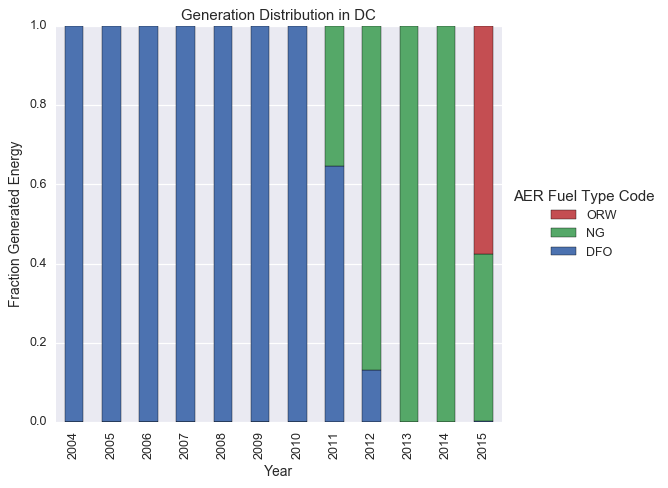 Generation Distribution in DC
1.0
0.8
0.6
0.4
0.2
0.0
Fraction Generated Energy
2004 2005 2006 2007 2008 2009 2010 2011 2012 2013 2014 2015
Year
AER Fuel Type Code
ORW
NG
DFO